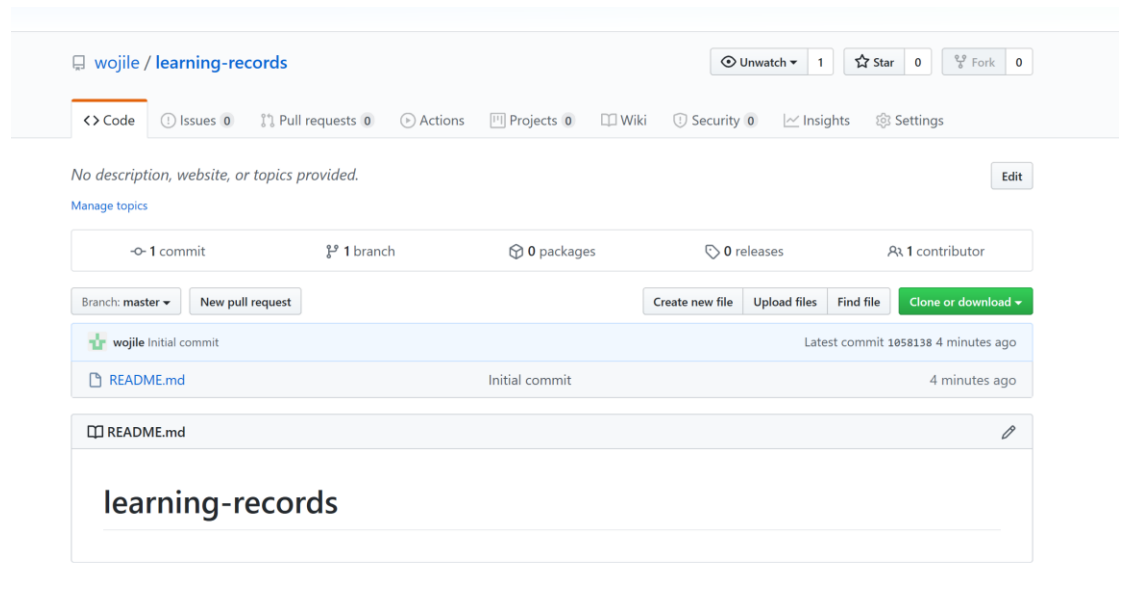 wojile / learning-records
Unwatch 1 Star 0 Fork 0
Code Issues 0 Pull requests 0 Actions Projects 0 Wiki Security 0 Insights Settings
No description, website, or topics provided. Edit
Manage topics
1 commit 1 branch 0 packages 0 releases 1 contributor
Branch: master New pull request Create new file Upload files Find file Clone or download
wojile Initial commit Latest commit 1058138 4 minutes ago
README.md Initial commit 4 minutes ago
README.md
learning-records